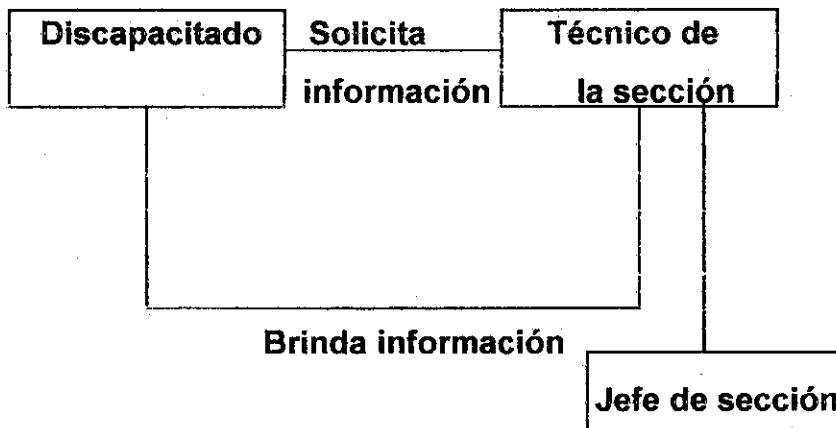 Discapacitado
Solicita
información
Técnico de
la sección
Brinda información
Jefe de sección